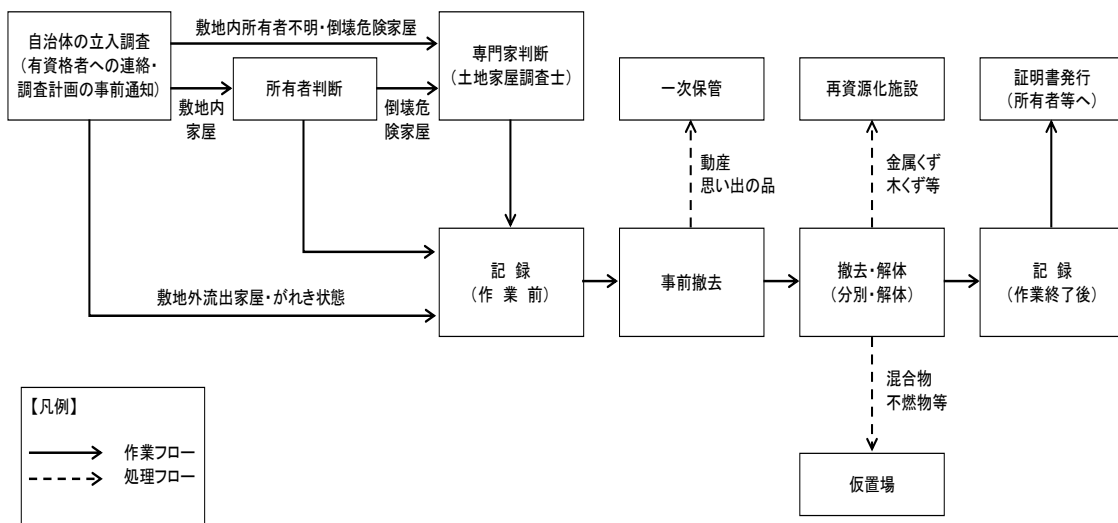 自治体の立入調査
(有資格者への連絡・
調査計画の事前通知)
敷地内所有者不明・倒壊危険家屋
専門家判断
(土地家屋調査士)
所有者判断
敷地内
家屋
倒壊危
険家屋
一次保管
再資源化施設
証明書発行
(所有者等へ)
動産
思い出の品
金属くず
木くず等
敷地外流出家屋・がれき状態
記 録
(作 業 前)
事前撤去
撤去・解体
(分別・解体)
記 録
(作業終了後)
混合物
不燃物等
仮置場
【凡例】
作業フロー
処理フロー